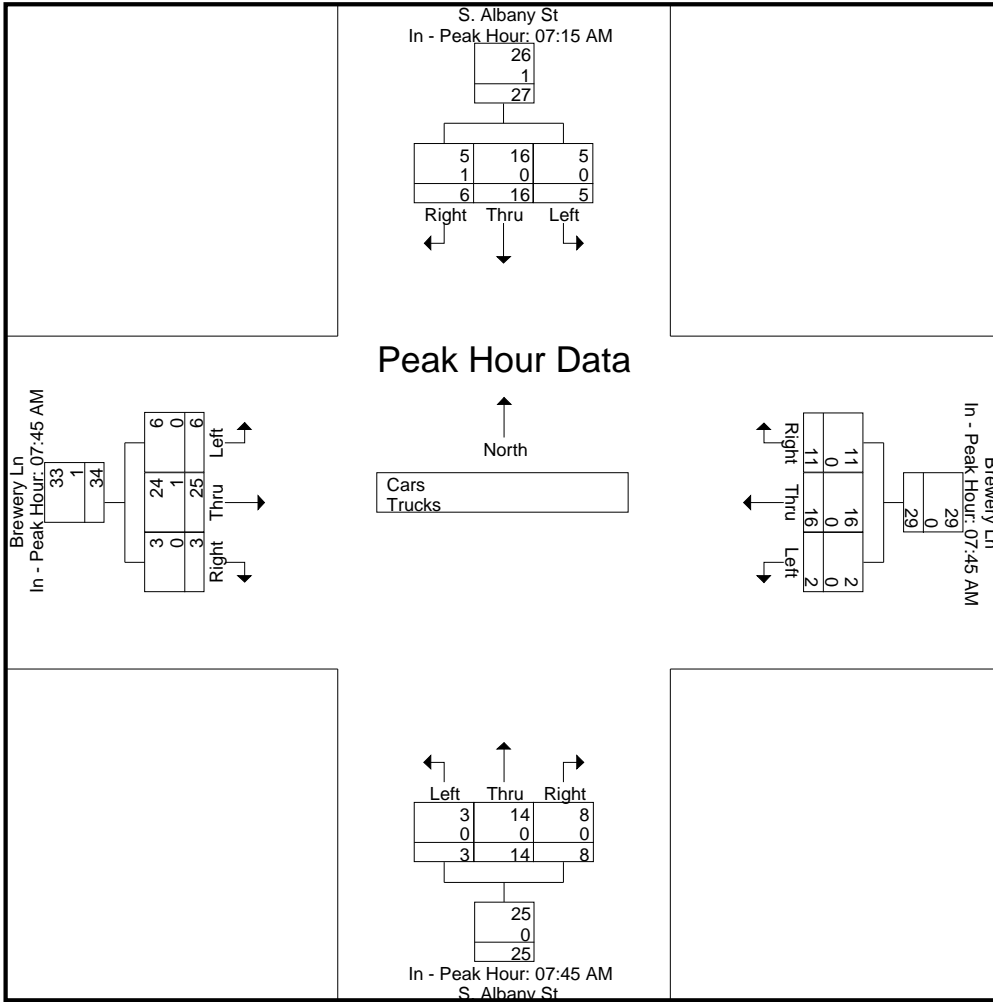 S. Albany St
In - Peak Hour: 07:15 AM
26
1
27
5 16 5
1 0 0
6 16 5
Right Thru Left
Peak Hour Data
North
Cars
Trucks
Brewery Ln
In - Peak Hour: 07:45 AM
33
1
34
6 0 6
24 1 25
3 0 3
Left
Thru
Right
Brewery Ln
In - Peak Hour: 07:45 AM
29
0
29
11 0 11
16 0 16
2 0 2
Right
Thru
Left
Left Thru Right
3 14 8
0 0 0
3 14 8
25
0
25
In - Peak Hour: 07:45 AM
S. Albany St